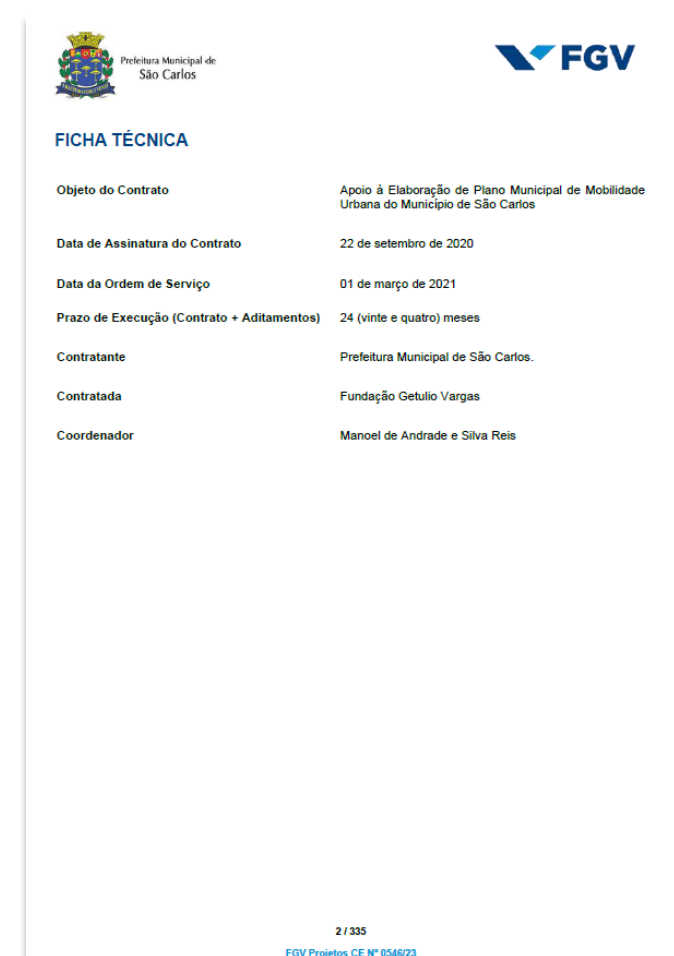 Prefeitura Municipal de
São Carlos
FGV
FICHA TÉCNICA
Objeto do Contrato
Apoio à Elaboração de Plano Municipal de Mobilidade
Urbana do Município de São Carlos
Data de Assinatura do Contrato
22 de setembro de 2020
Data da Ordem de Serviço
01 de março de 2021
Prazo de Execução (Contrato + Aditamentos)
24 (vinte e quatro) meses
Contratante
Prefeitura Municipal de São Carlos.
Contratada
Fundação Getulio Vargas
Coordenador
Manoel de Andrade e Silva Reis
2 / 335
FGV Projetos CE Nº 0546/23